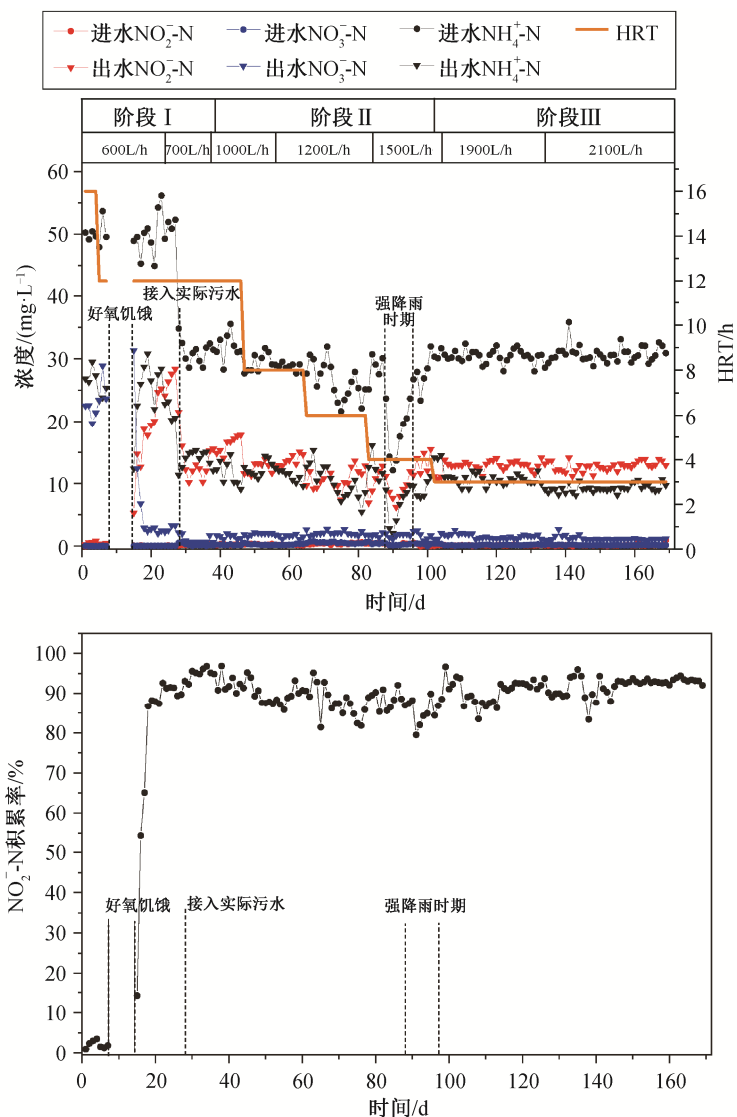 进水NO₂⁻-N 进水NO₃⁻-N 进水NH₄⁺-N HRT
出水NO₂⁻-N 出水NO₃⁻-N 出水NH₄⁺-N
阶段 I 阶段 II 阶段III
600L/h 700L/h 1000L/h 1200L/h 1500L/h 1900L/h 2100L/h
60
50
40
30
20
10
0
浓度/(mg·L⁻¹)
好氧饥饿
接入实际污水
强降雨
时期
16
14
12
10
8
6
4
2
0
HRT/h
0 20 40 60 80 100 120 140 160
时间/d
100
90
80
70
60
50
40
30
20
10
0
NO₂⁻-N积累率/%
好氧饥饿 接入实际污水 强降雨时期
0 20 40 60 80 100 120 140 160
时间/d